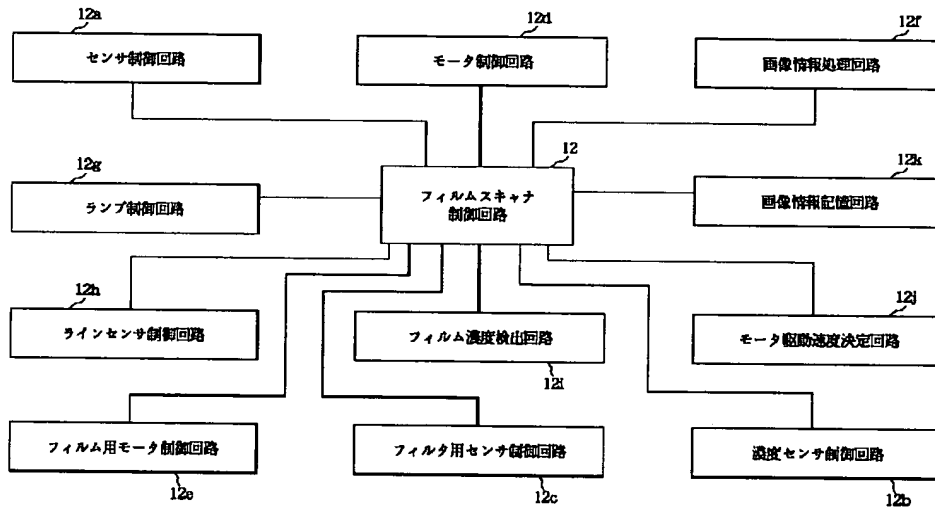 12a
センサ制御回路
12d
モータ制御回路
12f
画像情報処理回路
12g
ランプ制御回路
12
フィルムスキャナ
制御回路
12k
画像情報記憶回路
12h
ラインセンサ制御回路
フィルム濃度検出回路
12i
12j
モータ駆動速度決定回路
フィルム用モータ制御回路
12e
フィルタ用センサ制御回路
12c
濃度センサ制御回路
12b